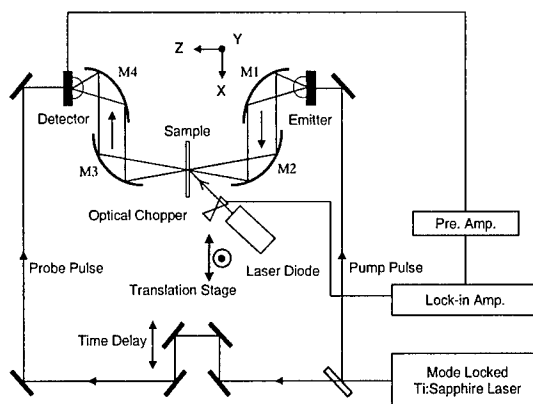 Z
Y
X
M4
M1
Detector
Emitter
Sample
M3
M2
Optical Chopper
Laser Diode
Pre. Amp.
Probe Pulse
Pump Pulse
Translation Stage
Lock-in Amp.
Time Delay
Mode Locked
Ti:Sapphire Laser